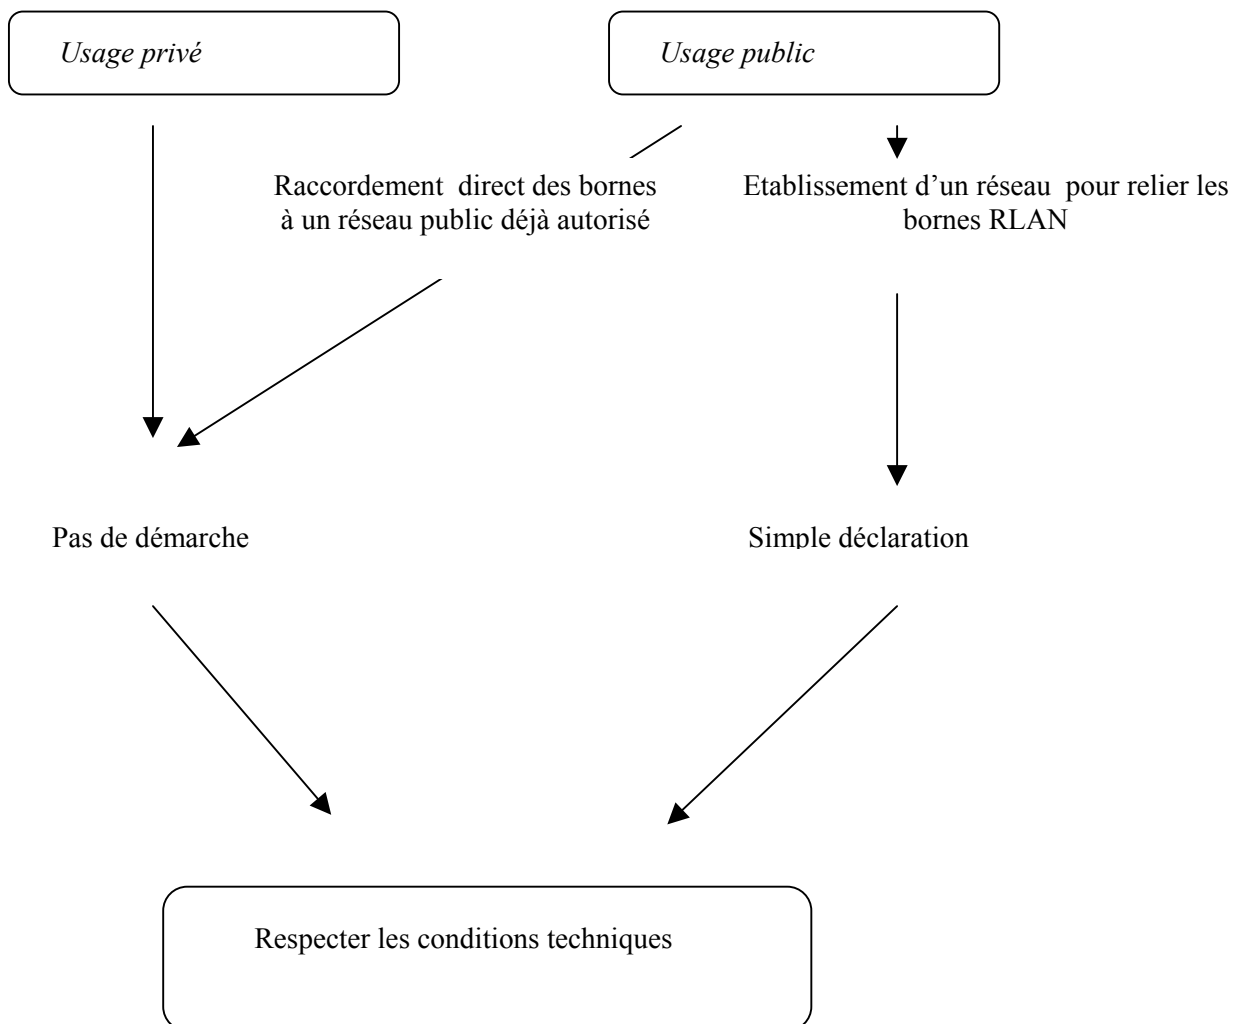 Usage privé
Usage public
Raccordement direct des bornes
à un réseau public déjà autorisé
Etablissement d’un réseau pour relier les
bornes RLAN
Pas de démarche
Simple déclaration
Respecter les conditions techniques